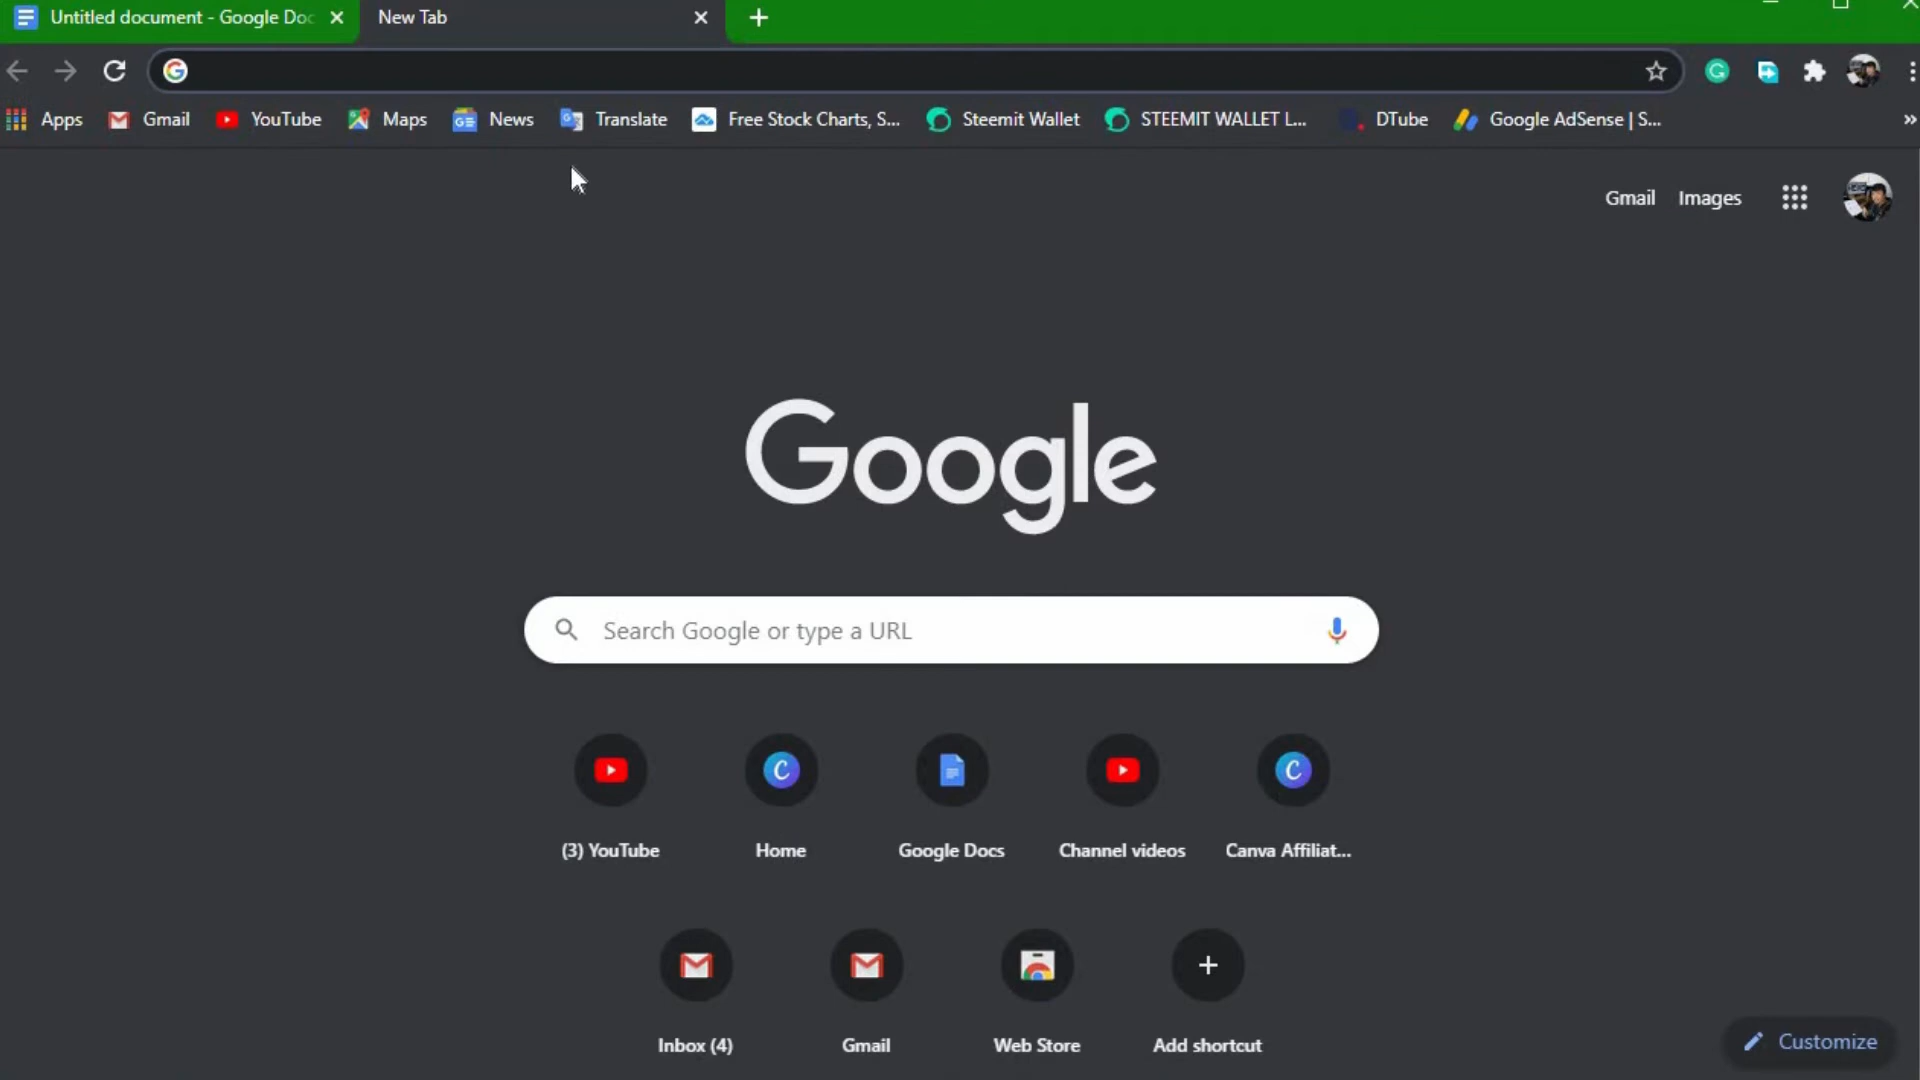 Untitled document - Google Doc
New Tab
Apps Gmail YouTube Maps News Translate Free Stock Charts, S... Steemit Wallet STEEMIT WALLET L... DTube Google AdSense | S...
Gmail Images
Google
Search Google or type a URL
(3) YouTube Home Google Docs Channel videos Canva Affiliat...
Inbox (4) Gmail Web Store Add shortcut
Customize